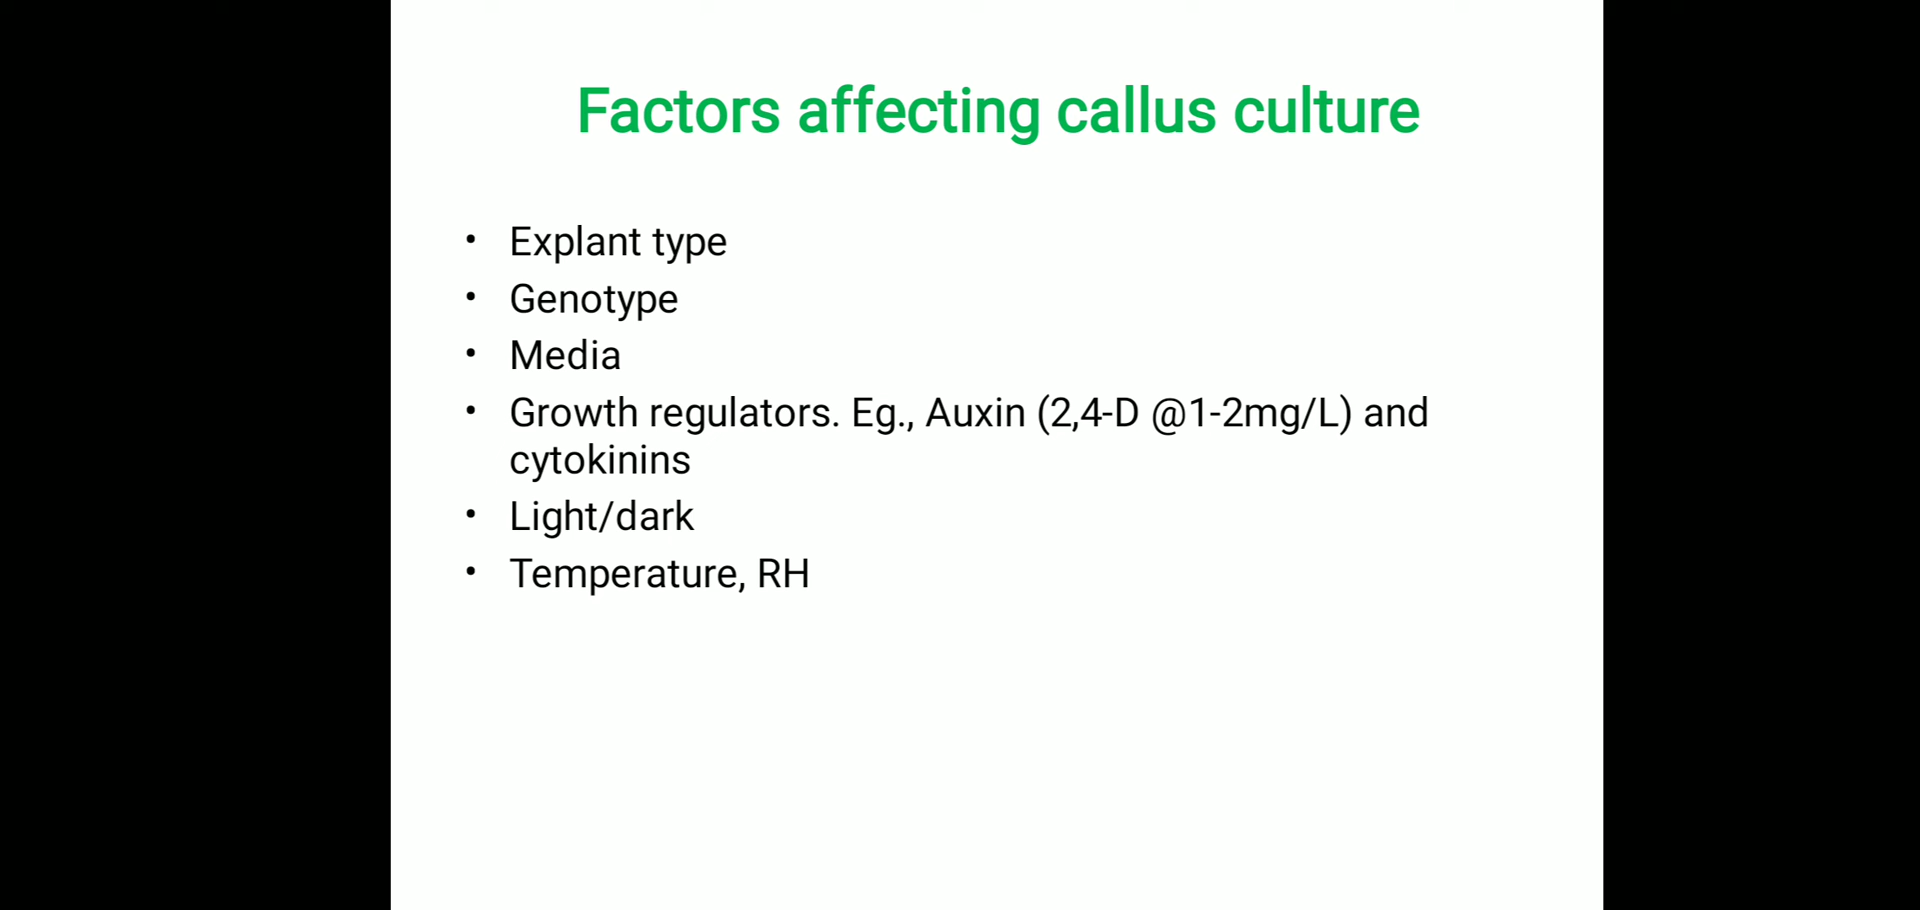 Factors affecting callus culture
• Explant type
• Genotype
• Media
• Growth regulators. Eg., Auxin (2,4-D @1-2mg/L) and
cytokinins
• Light/dark
• Temperature, RH